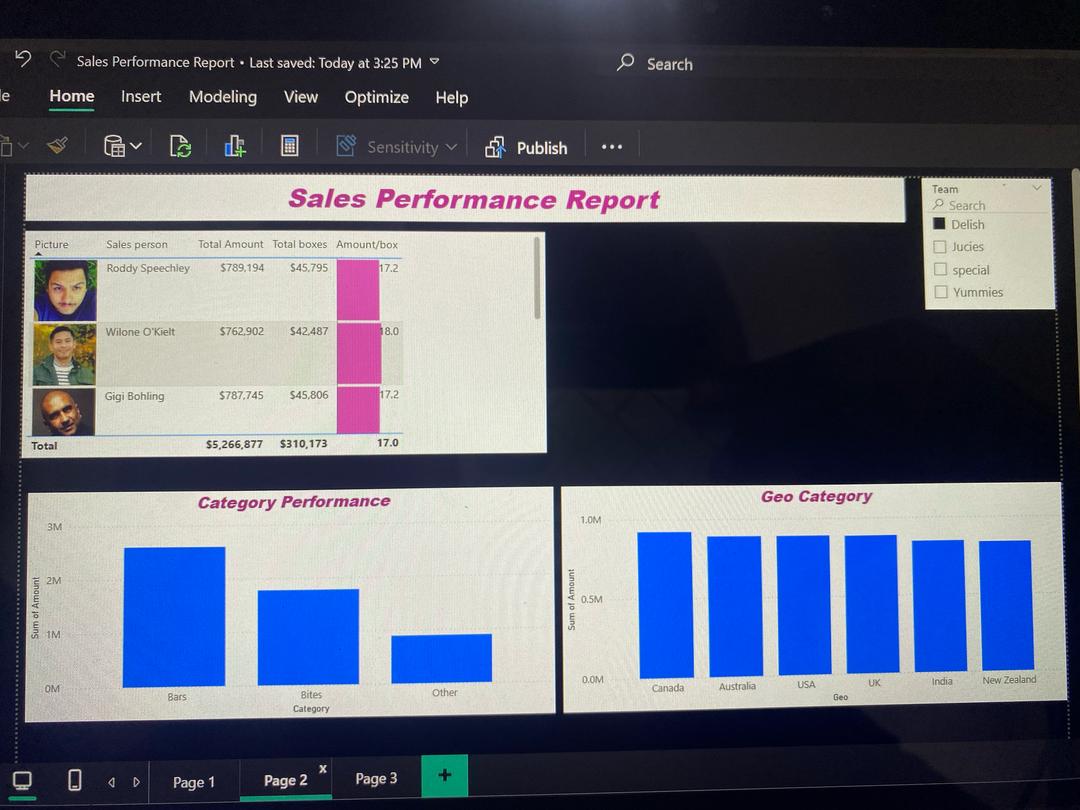 Sales Performance Report • Last saved: Today at 3:25 PM
Search
Home Insert Modeling View Optimize Help
Sensitivity
Publish
Sales Performance Report
Team
Search
Delish
Jucies
special
Yummies
Picture Sales person Total Amount Total boxes Amount/box
Roddy Speechley $789,194 $45,795 17.2
Wilone O'Kielt $762,902 $42,487 18.0
Gigi Bohling $787,745 $45,806 17.2
Total $5,266,877 $310,173 17.0
Category Performance
3M
2M
1M
0M
Sum of Amount
Bars Bites Other
Category
Geo Category
1.0M
0.5M
0.0M
Sum of Amount
Canada Australia USA UK India New Zealand
Geo
Page 1 Page 2 x Page 3 +